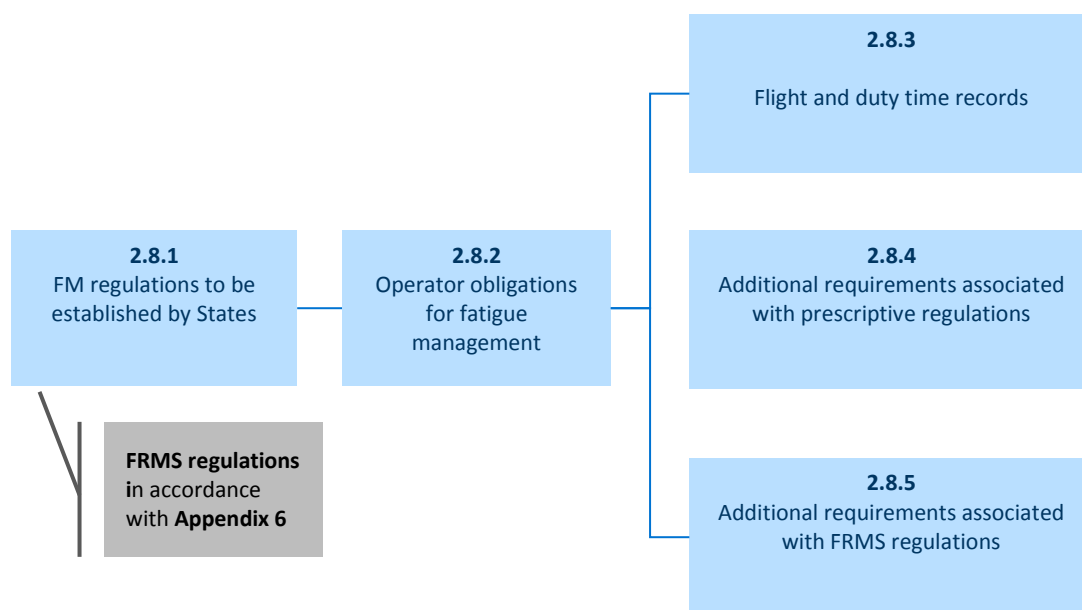 2.8.3
Flight and duty time records
2.8.1
FM regulations to be
established by States
2.8.2
Operator obligations
for fatigue
management
2.8.4
Additional requirements associated
with prescriptive regulations
FRMS regulations
in accordance
with Appendix 6
2.8.5
Additional requirements associated
with FRMS regulations